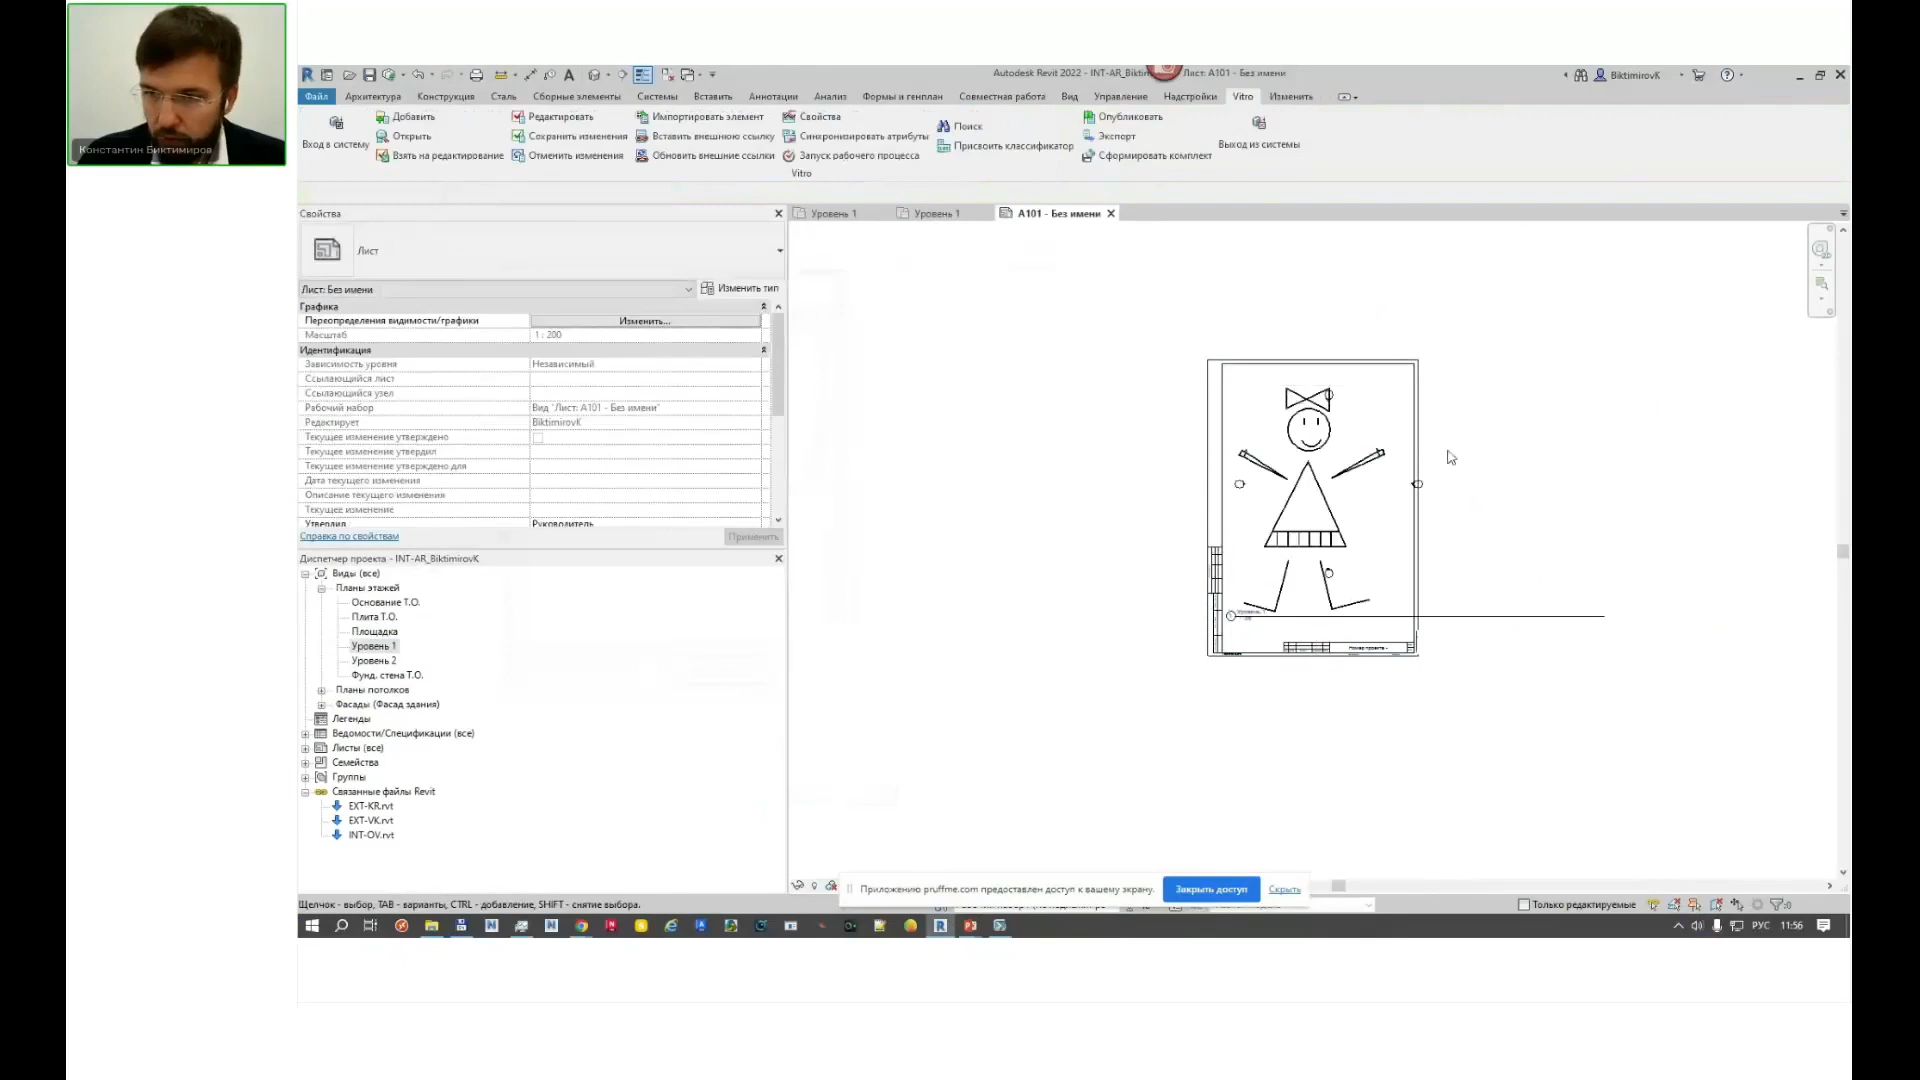 Константин Биктимиров
Autodesk Revit 2022 - INT-AR_Biktim
Лист: A101 - Без имени
BiktimirovK
Файл Архитектура Конструкция Сталь Сборные элементы Системы Вставить Аннотации Анализ Формы и генплан Совместная работа Вид Управление Надстройки Vitro Изменить
Вход в систему
Добавить
Открыть
Взять на редактирование
Редактировать
Сохранить изменения
Отменить изменения
Импортировать элемент
Вставить внешнюю ссылку
Обновить внешние ссылки
Свойства
Синхронизировать атрибуты
Запуск рабочего процесса
Поиск
Присвоить классификатор
Опубликовать
Экспорт
Сформировать комплект
Выход из системы
Vitro
Свойства
Уровень 1
Уровень 1
A101 - Без имени
Лист
Лист: Без имени
Изменить тип
Графика
Переопределения видимости/графики Изменить...
Масштаб 1 : 200
Идентификация
Зависимость уровня Независимый
Ссылающийся лист
Ссылающийся узел
Рабочий набор Вид "Лист: A101 - Без имени"
Редактирует BiktimirovK
Текущее изменение утверждено
Текущее изменение утвердил
Текущее изменение утверждено для
Дата текущего изменения
Описание текущего изменения
Текущее изменение
Утвердил Руководитель
Справка по свойствам
Применить
Диспетчер проекта - INT-AR_BiktimirovK
Виды (все)
Планы этажей
Основание Т.О.
Плита Т.О.
Площадка
Уровень 1
Уровень 2
Фунд. стена Т.О.
Планы потолков
Фасады (Фасад здания)
Легенды
Ведомости/Спецификации (все)
Листы (все)
Семейства
Группы
Связанные файлы Revit
EXT-KR.rvt
EXT-VK.rvt
INT-OV.rvt
Уровень 1
Номер проекта -
Приложению pruffme.com предоставлен доступ к вашему экрану.
Закрыть доступ
Скрыть
Щелчок - выбор, TAB - варианты, CTRL - добавление, SHIFT - снятие выбора.
Только редактируемые
:0
РУС
11:56